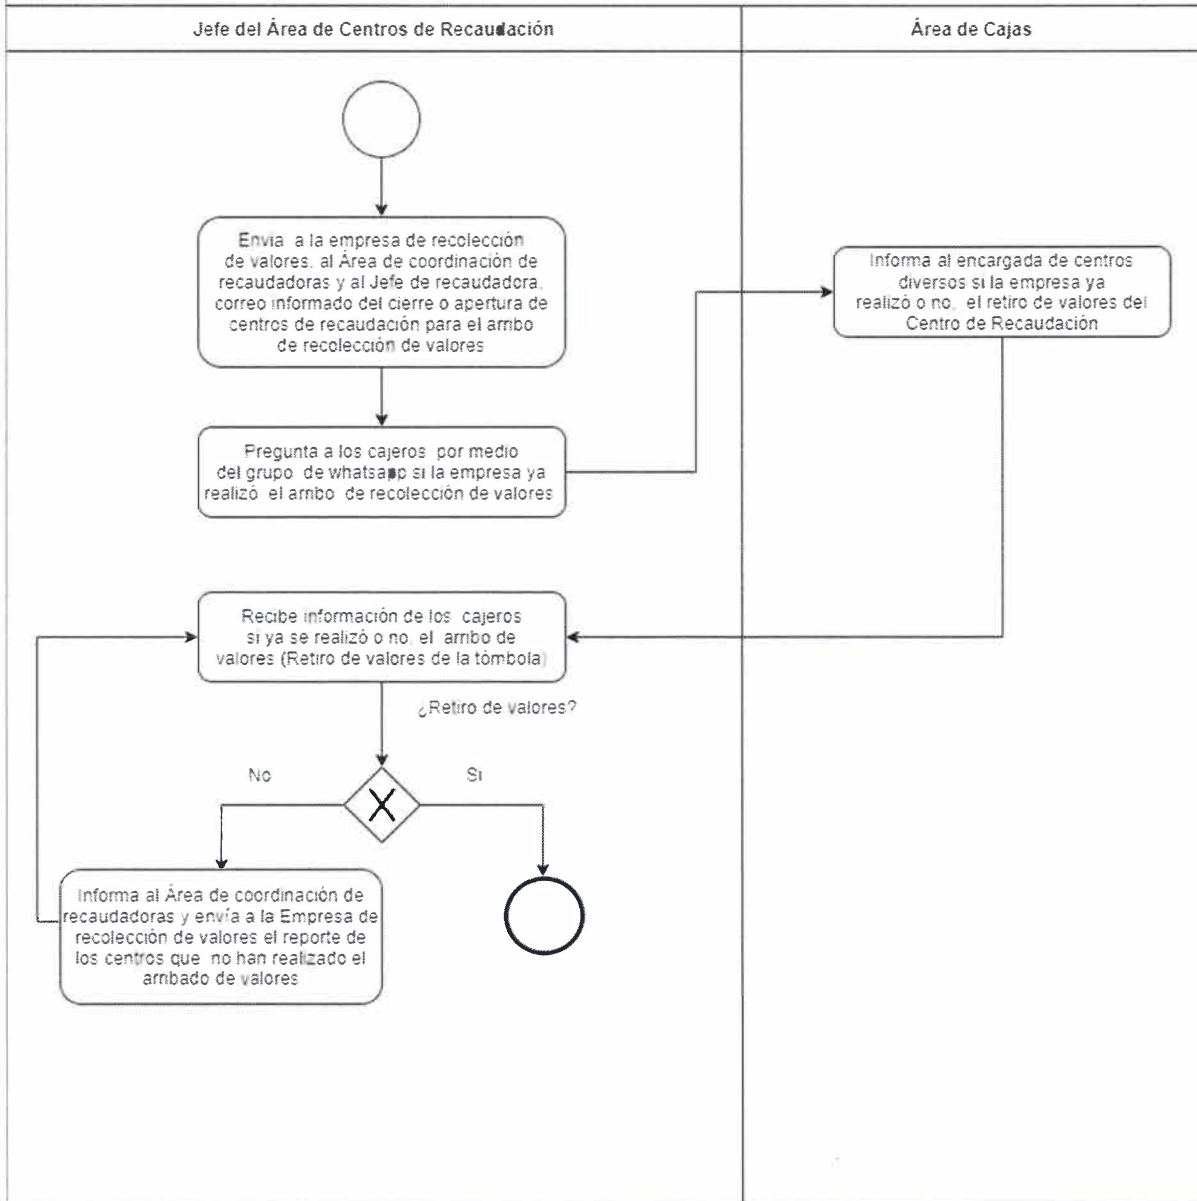 Jefe del Área de Centros de Recaudación
Área de Cajas
Envia a la empresa de recolección
de valores, al Área de coordinación de
recaudadoras y al Jefe de recaudadora,
correo informado del cierre o apertura de
centros de recaudación para el arribo
de recolección de valores
Informa al encargada de centros
diversos si la empresa ya
realizó o no, el retiro de valores del
Centro de Recaudación
Pregunta a los cajeros por medio
del grupo de whatsapp si la empresa ya
realizó el arribo de recolección de valores
Recibe información de los cajeros
si ya se realizó o no, el arribo de
valores (Retiro de valores de la tómbola)
¿Retiro de valores?
No
Si
X
Informa al Área de coordinación de
recaudadoras y envía a la Empresa de
recolección de valores el reporte de
los centros que no han realizado el
arribado de valores